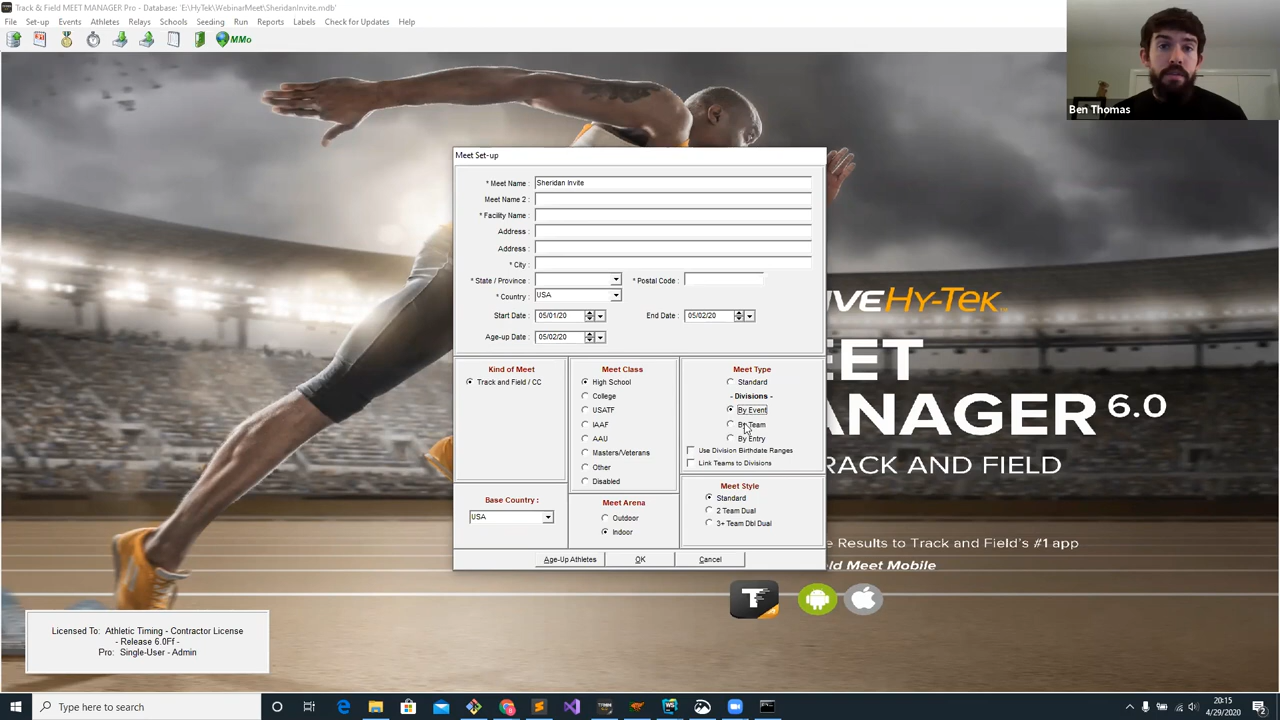 Track & Field MEET MANAGER Pro - Database: 'E:\HyTek\WebinarMeet\SheridanInvite.mdb'
File Set-up Events Athletes Relays Schools Seeding Run Reports Labels Check for Updates Help
MMo
Ben Thomas
Meet Set-up
* Meet Name : Sheridan Invite
Meet Name 2 :
* Facility Name :
Address :
Address :
* City :
* State / Province : * Postal Code :
* Country : USA
Start Date : 05/01/20 End Date : 05/02/20
Age-up Date : 05/02/20
Kind of Meet
Track and Field / CC
Base Country :
USA
Meet Class
High School
College
USATF
IAAF
AAU
Masters/Veterans
Other
Disabled
Meet Arena
Outdoor
Indoor
Meet Type
Standard
- Divisions -
By Event
By Team
By Entry
Use Division Birthdate Ranges
Link Teams to Divisions
Meet Style
Standard
2 Team Dual
3+ Team Dbl Dual
Age-Up Athletes OK Cancel
IVE Hy-Tek
EET
ANAGER 6.0
RACK AND FIELD
e Results to Track and Field's #1 app
ld Meet Mobile
Licensed To: Athletic Timing - Contractor License
- Release 6.0Ff -
Pro: Single-User - Admin
Type here to search
20:15
4/29/2020